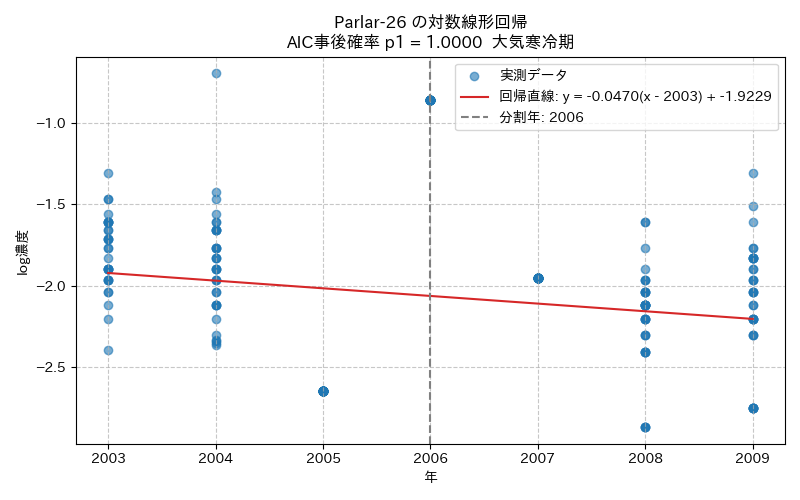 Parlar-26 の対数線形回帰
AIC事後確率 p1 = 1.0000  大気寒冷期
実測データ
回帰直線: y = -0.0470(x - 2003) + -1.9229
分割年: 2006
log濃度
−1.0
−1.5
−2.0
−2.5
2003 2004 2005 2006 2007 2008 2009
年